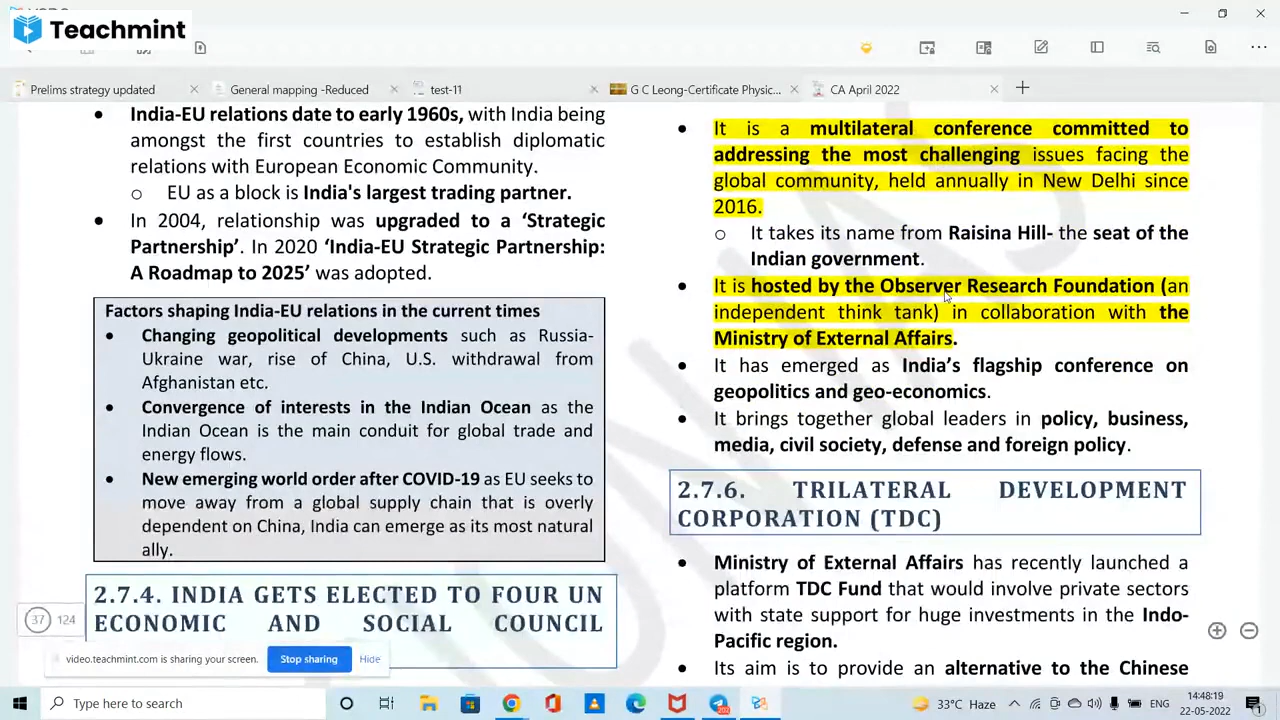 Teachmint
Prelims strategy updated
General mapping -Reduced
test-11
G C Leong-Certificate Physic...
CA April 2022
India-EU relations date to early 1960s, with India being
amongst the first countries to establish diplomatic
relations with European Economic Community.
EU as a block is India's largest trading partner.
In 2004, relationship was upgraded to a ‘Strategic
Partnership’. In 2020 ‘India-EU Strategic Partnership:
A Roadmap to 2025’ was adopted.
Factors shaping India-EU relations in the current times
Changing geopolitical developments such as Russia-
Ukraine war, rise of China, U.S. withdrawal from
Afghanistan etc.
Convergence of interests in the Indian Ocean as the
Indian Ocean is the main conduit for global trade and
energy flows.
New emerging world order after COVID-19 as EU seeks to
move away from a global supply chain that is overly
dependent on China, India can emerge as its most natural
ally.
2.7.4. INDIA GETS ELECTED TO FOUR UN
ECONOMIC AND SOCIAL COUNCIL
It is a multilateral conference committed to
addressing the most challenging issues facing the
global community, held annually in New Delhi since
2016.
It takes its name from Raisina Hill- the seat of the
Indian government.
It is hosted by the Observer Research Foundation (an
independent think tank) in collaboration with the
Ministry of External Affairs.
It has emerged as India’s flagship conference on
geopolitics and geo-economics.
It brings together global leaders in policy, business,
media, civil society, defense and foreign policy.
2.7.6. TRILATERAL DEVELOPMENT
CORPORATION (TDC)
Ministry of External Affairs has recently launched a
platform TDC Fund that would involve private sectors
with state support for huge investments in the Indo-
Pacific region.
Its aim is to provide an alternative to the Chinese
37 124
video.teachmint.com is sharing your screen. Stop sharing Hide
Type here to search
33°C Haze
ENG
14:48:19
22-05-2022